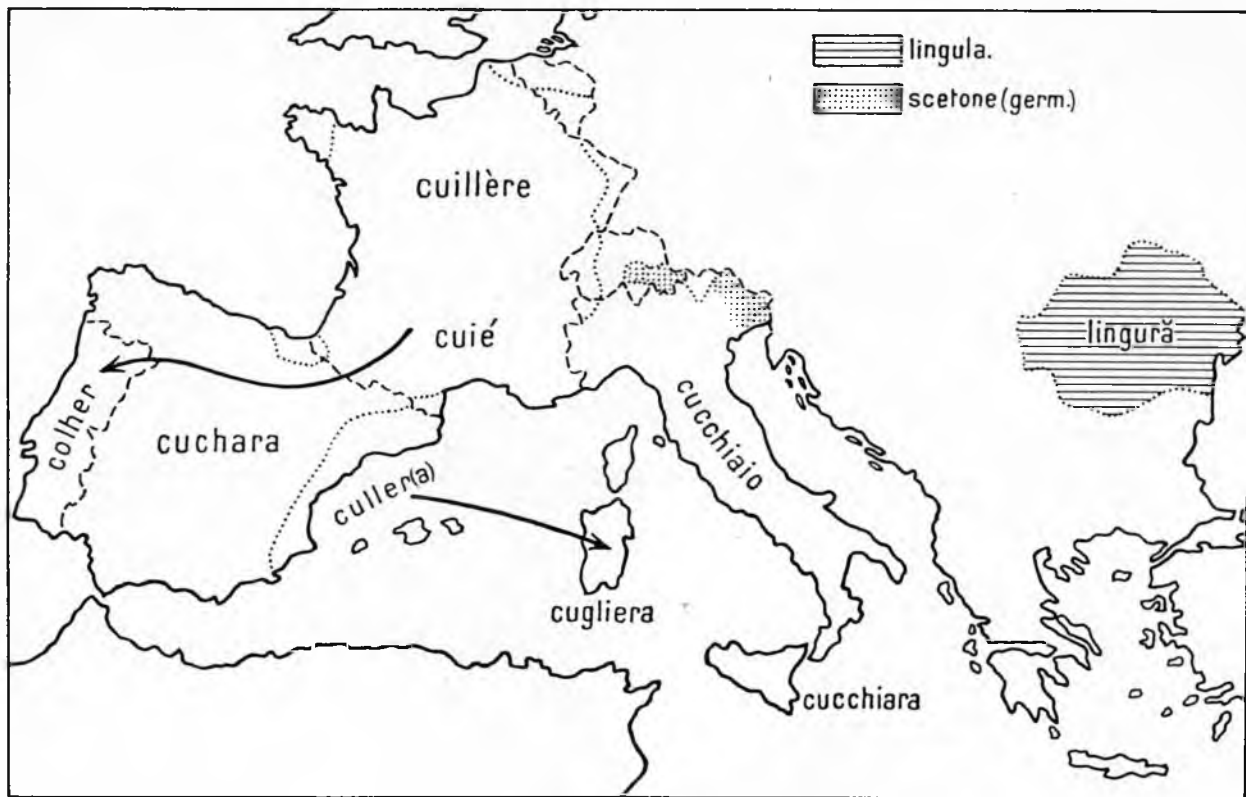 lingula.
scetone (germ.)
cuillère
cuié
colher
cuchara
culler(a)
cugliera
cucchiaio
cucchiara
lingură